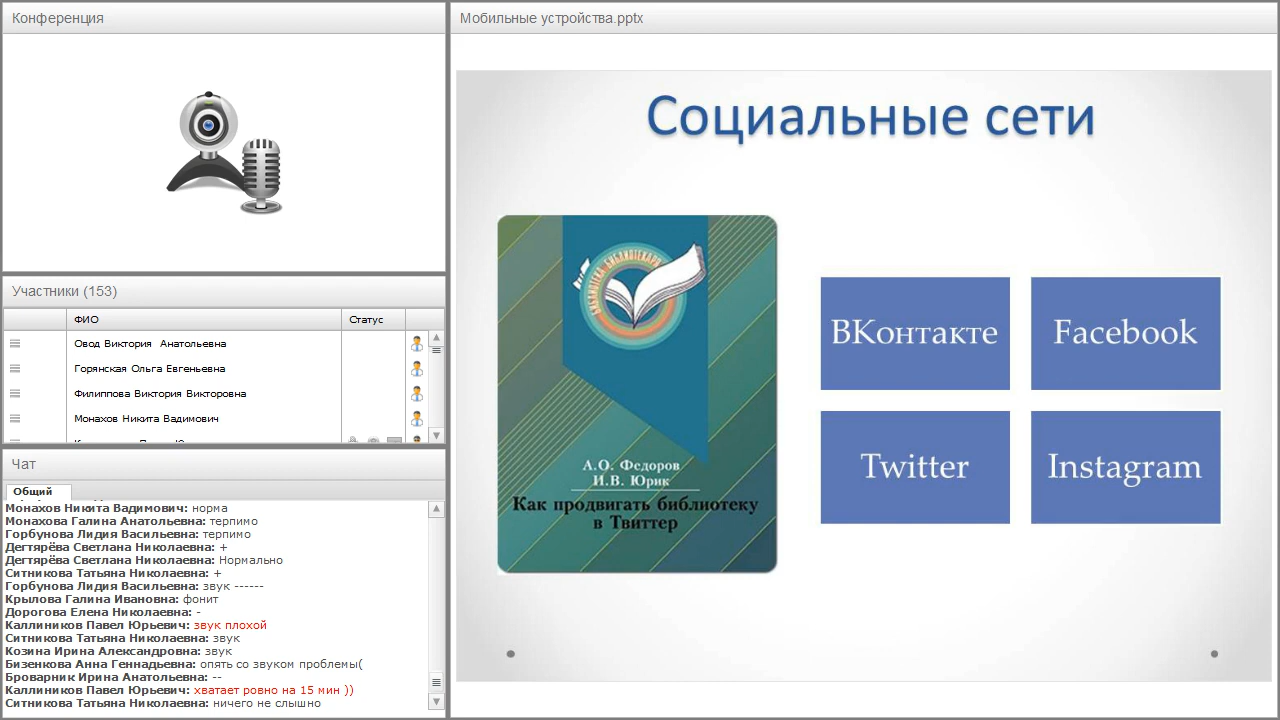 Конференция
Участники (153)
ФИО
Статус
Овод Виктория Анатольевна
Горянская Ольга Евгеньевна
Филиппова Виктория Викторовна
Монахов Никита Вадимович
Чат
Общий
Монахов Никита Вадимович: норма
Монахова Галина Анатольевна: терпимо
Горбунова Лидия Васильевна: терпимо
Дегтярёва Светлана Николаевна: +
Дегтярёва Светлана Николаевна: Нормально
Ситникова Татьяна Николаевна: +
Горбунова Лидия Васильевна: звук ------
Крылова Галина Ивановна: фонит
Дорогова Елена Николаевна: -
Каллиников Павел Юрьевич: звук плохой
Ситникова Татьяна Николаевна: звук
Козина Ирина Александровна: звук
Бизенкова Анна Геннадьевна: опять со звуком проблемы(
Броварник Ирина Анатольевна: --
Каллиников Павел Юрьевич: хватает ровно на 15 мин ))
Ситникова Татьяна Николаевна: ничего не слышно
Мобильные устройства.pptx
Социальные сети
А.О. Федоров
И.В. Юрик
Как продвигать библиотеку
в Твиттер
ВКонтакте
Facebook
Twitter
Instagram